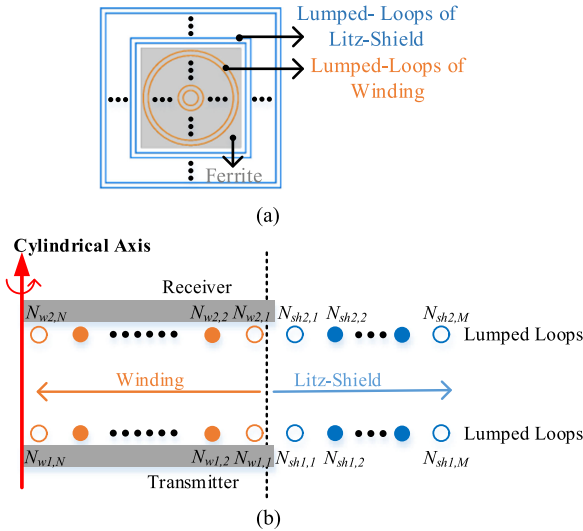 Lumped- Loops of
Litz-Shield
Lumped-Loops of
Winding
Ferrite
(a)
Cylindrical Axis
Receiver
N_{w2,N} N_{w2,2} N_{w2,1} N_{sh2,1} N_{sh2,2} N_{sh2,M}
Lumped Loops
Winding Litz-Shield
Lumped Loops
N_{w1,N} N_{w1,2} N_{w1,1} N_{sh1,1} N_{sh1,2} N_{sh1,M}
Transmitter
(b)